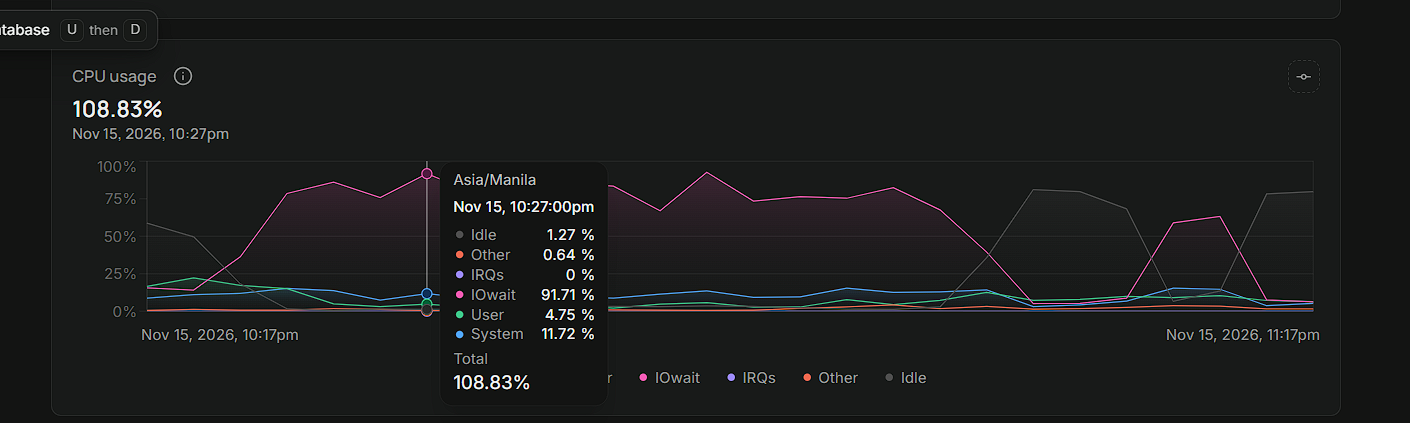 U then D
CPU usage
108.83%
Nov 15, 2026, 10:27pm
100%
75%
50%
25%
0%
Asia/Manila
Nov 15, 10:27:00pm
Idle 1.27 %
Other 0.64 %
IRQs 0 %
IOwait 91.71 %
User 4.75 %
System 11.72 %
Total
108.83%
Nov 15, 2026, 10:17pm
Nov 15, 2026, 11:17pm
IOwait IRQs Other Idle